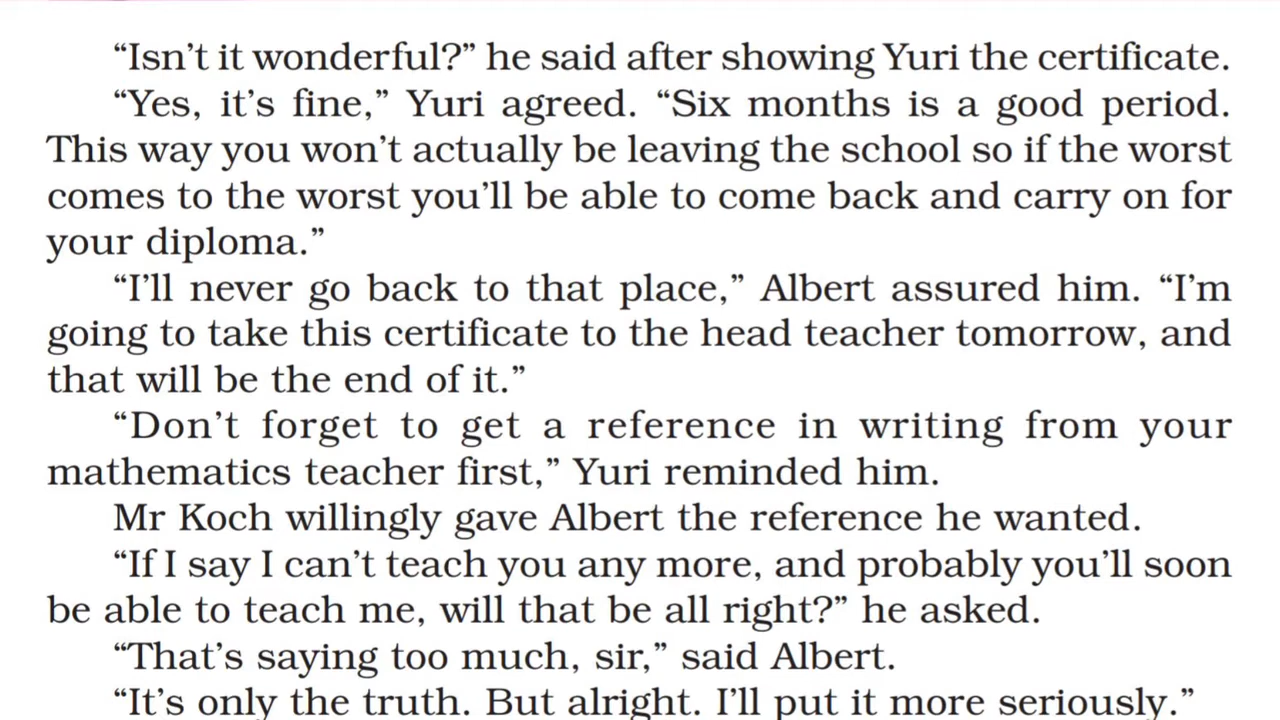 “Isn’t it wonderful?” he said after showing Yuri the certificate.
“Yes, it’s fine,” Yuri agreed. “Six months is a good period.
This way you won’t actually be leaving the school so if the worst
comes to the worst you’ll be able to come back and carry on for
your diploma.”
“I’ll never go back to that place,” Albert assured him. “I’m
going to take this certificate to the head teacher tomorrow, and
that will be the end of it.”
“Don’t forget to get a reference in writing from your
mathematics teacher first,” Yuri reminded him.
Mr Koch willingly gave Albert the reference he wanted.
“If I say I can’t teach you any more, and probably you’ll soon
be able to teach me, will that be all right?” he asked.
“That’s saying too much, sir,” said Albert.
“It’s only the truth. But alright. I’ll put it more seriously.”